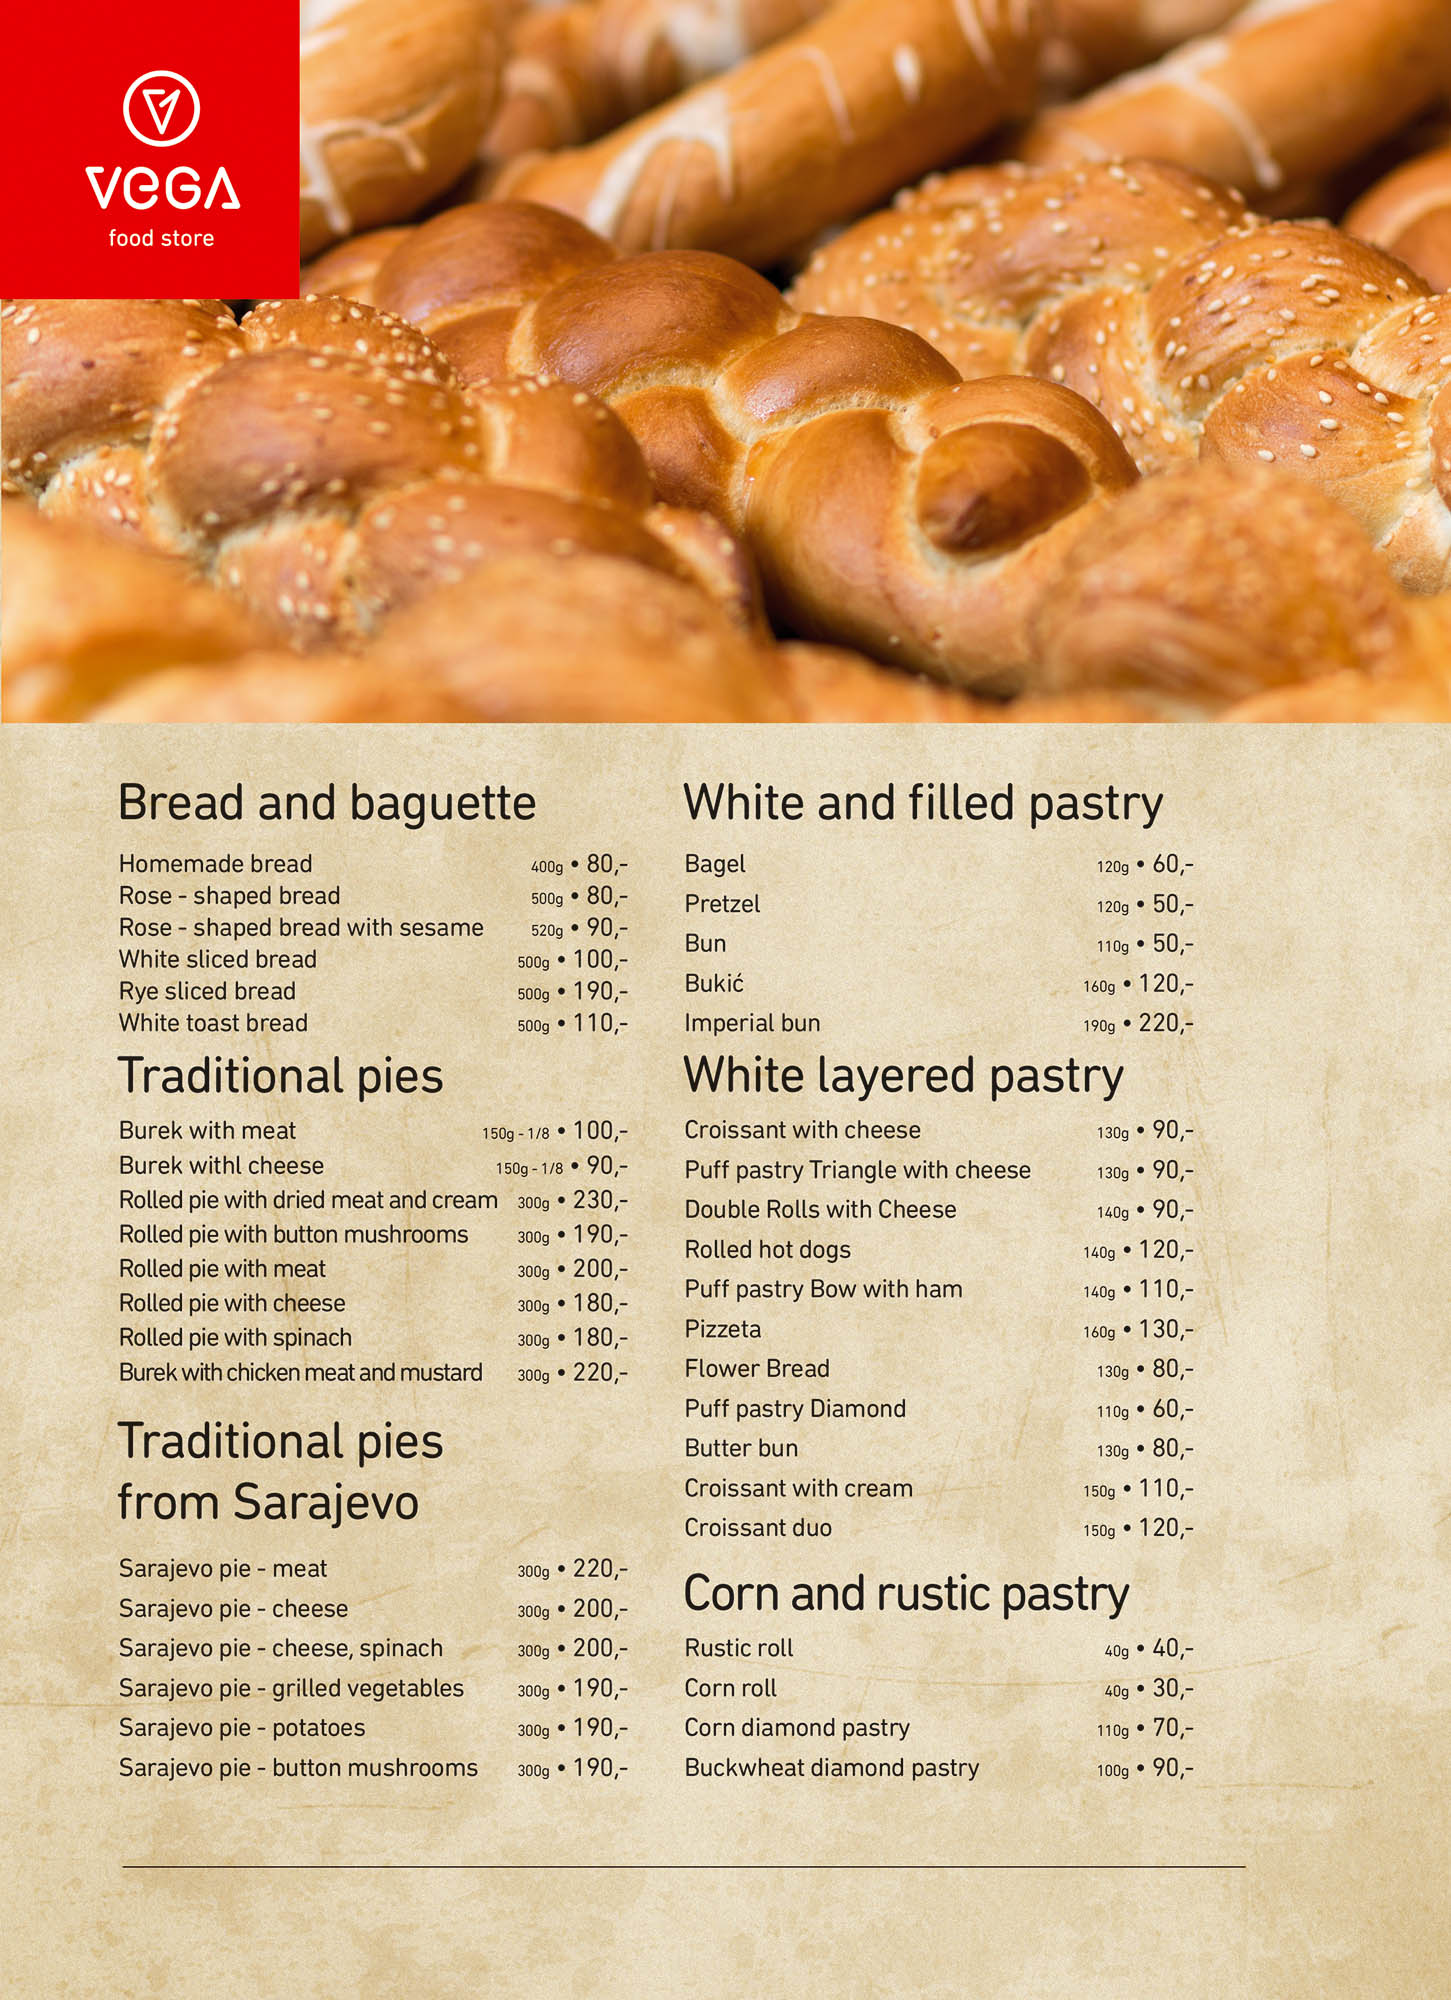 VEGA
food store
Bread and baguette
Homemade bread 400g • 80,-
Rose - shaped bread 500g • 80,-
Rose - shaped bread with sesame 520g • 90,-
White sliced bread 500g • 100,-
Rye sliced bread 500g • 190,-
White toast bread 500g • 110,-
Traditional pies
Burek with meat 150g - 1/8 • 100,-
Burek withl cheese 150g - 1/8 • 90,-
Rolled pie with dried meat and cream 300g • 230,-
Rolled pie with button mushrooms 300g • 190,-
Rolled pie with meat 300g • 200,-
Rolled pie with cheese 300g • 180,-
Rolled pie with spinach 300g • 180,-
Burek with chicken meat and mustard 300g • 220,-
Traditional pies
from Sarajevo
Sarajevo pie - meat 300g • 220,-
Sarajevo pie - cheese 300g • 200,-
Sarajevo pie - cheese, spinach 300g • 200,-
Sarajevo pie - grilled vegetables 300g • 190,-
Sarajevo pie - potatoes 300g • 190,-
Sarajevo pie - button mushrooms 300g • 190,-
White and filled pastry
Bagel 120g • 60,-
Pretzel 120g • 50,-
Bun 110g • 50,-
Bukić 160g • 120,-
Imperial bun 190g • 220,-
White layered pastry
Croissant with cheese 130g • 90,-
Puff pastry Triangle with cheese 130g • 90,-
Double Rolls with Cheese 140g • 90,-
Rolled hot dogs 140g • 120,-
Puff pastry Bow with ham 140g • 110,-
Pizzeta 160g • 130,-
Flower Bread 130g • 80,-
Puff pastry Diamond 110g • 60,-
Butter bun 130g • 80,-
Croissant with cream 150g • 110,-
Croissant duo 150g • 120,-
Corn and rustic pastry
Rustic roll 40g • 40,-
Corn roll 40g • 30,-
Corn diamond pastry 110g • 70,-
Buckwheat diamond pastry 100g • 90,-